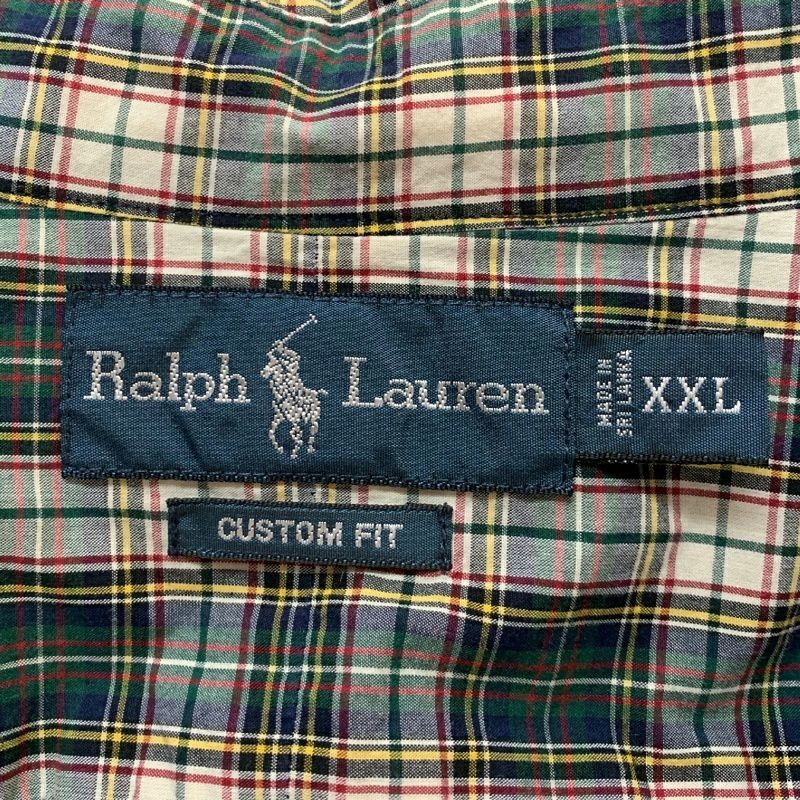 Ralph Lauren
MADE IN
SRI LANKA
XXL
CUSTOM FIT